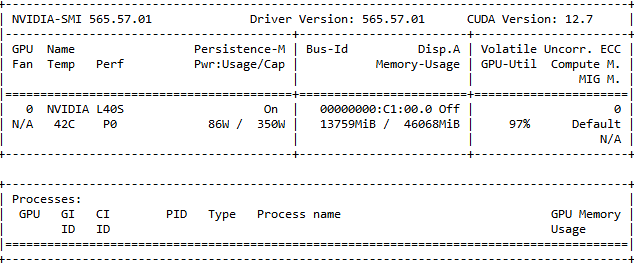 NVIDIA-SMI 565.57.01 Driver Version: 565.57.01 CUDA Version: 12.7
GPU Name Persistence-M | Bus-Id Disp.A | Volatile Uncorr. ECC
Fan Temp Perf Pwr:Usage/Cap | Memory-Usage | GPU-Util Compute M.
| | MIG M.
0 NVIDIA L40S On | 00000000:C1:00.0 Off | 0
N/A 42C P0 86W / 350W | 13759MiB / 46068MiB | 97% Default
| | N/A
Processes:
GPU GI CI PID Type Process name GPU Memory
ID ID Usage